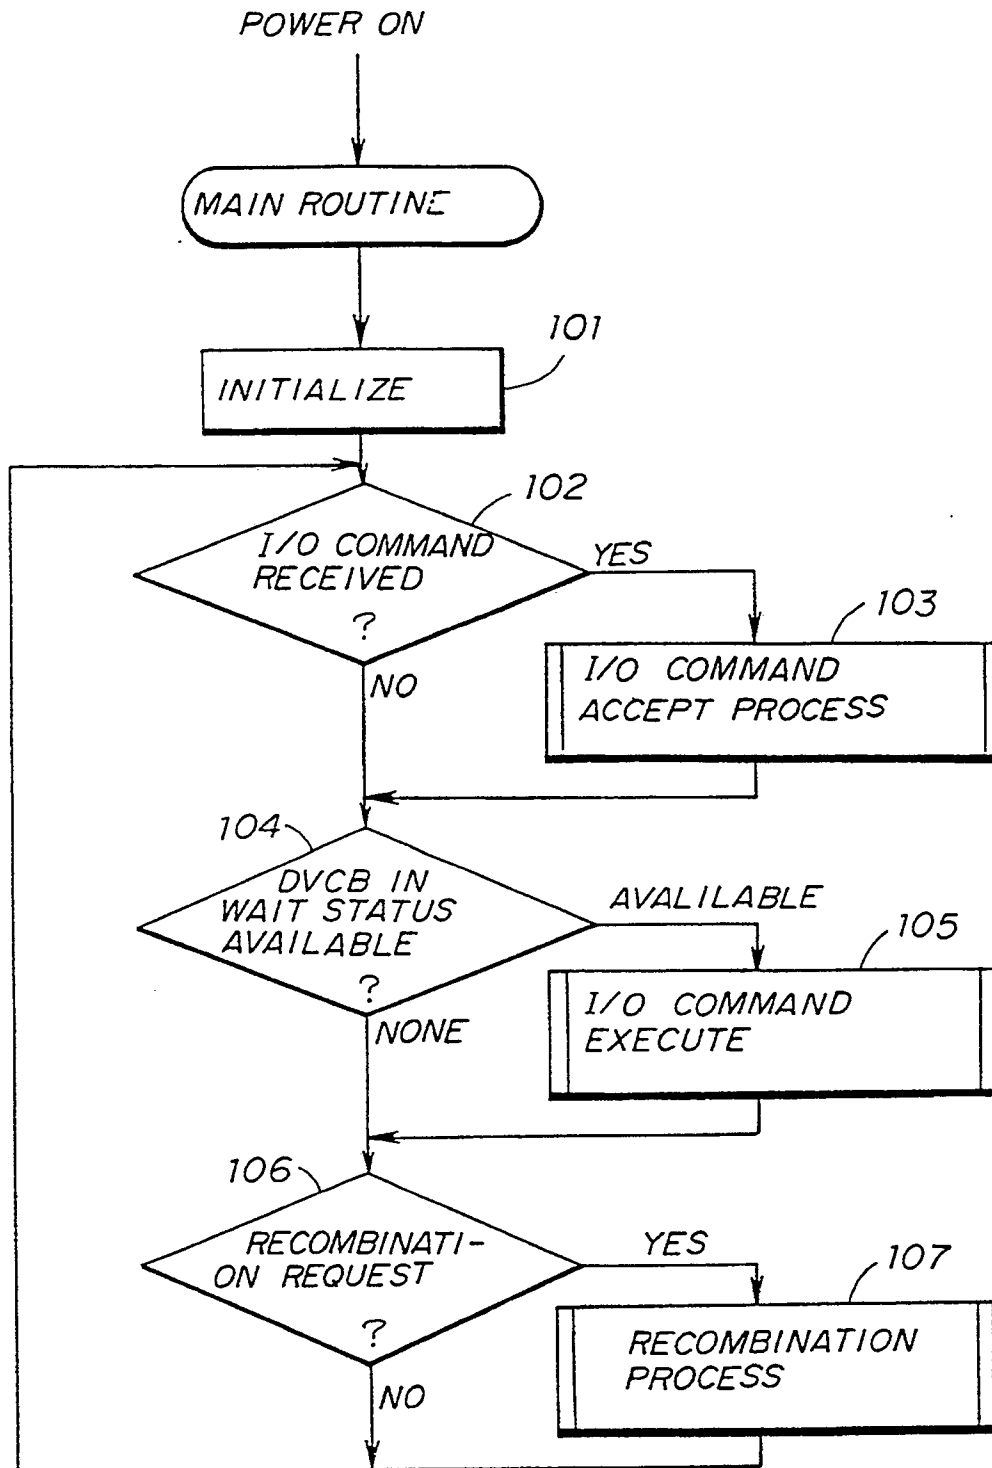 POWER ON
MAIN ROUTINE
101
INITIALIZE
102
I/O COMMAND
RECEIVED
?
YES
NO
103
I/O COMMAND
ACCEPT PROCESS
104
DVCB IN
WAIT STATUS
AVAILABLE
?
AVALILABLE
NONE
105
I/O COMMAND
EXECUTE
106
RECOMBINATI-
ON REQUEST
?
YES
NO
107
RECOMBINATION
PROCESS